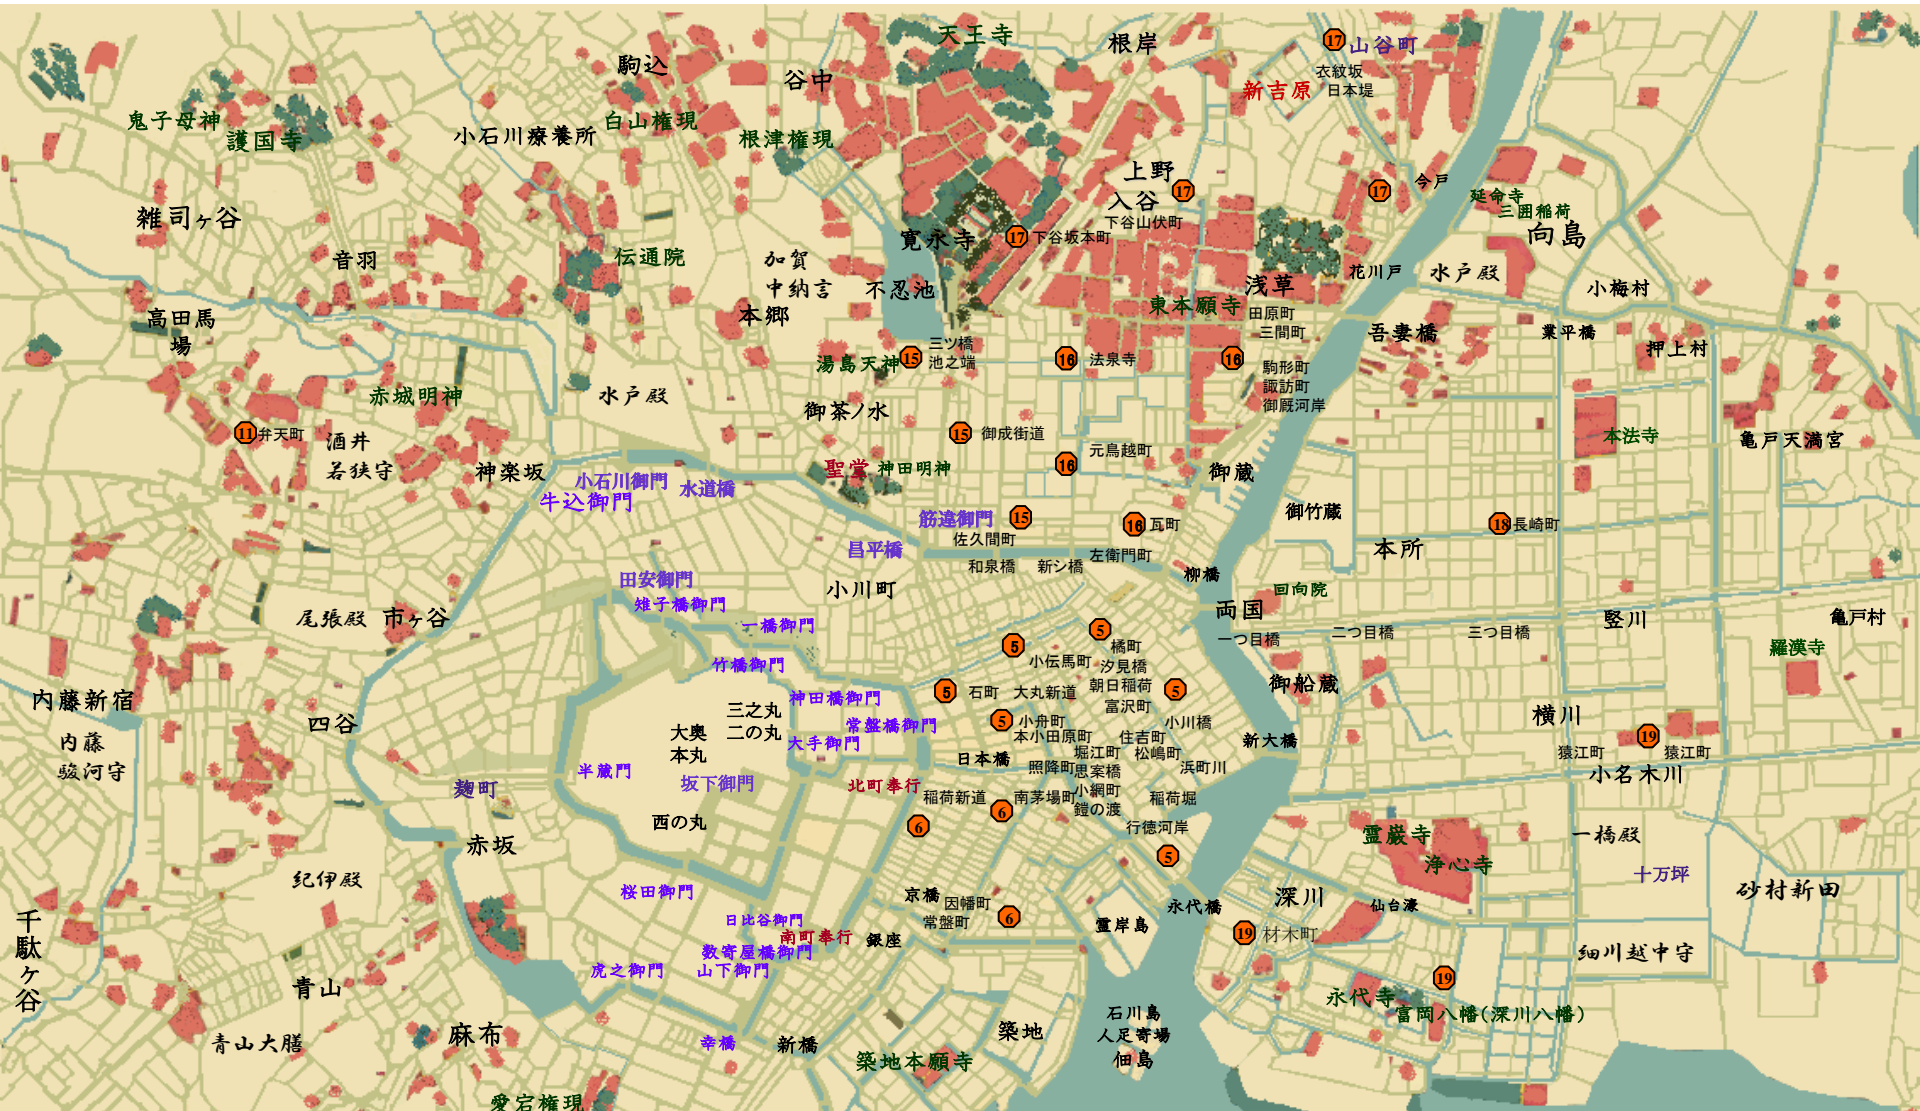 天王寺
根岸
17
山谷町
駒込
谷中
衣紋坂
日本堤
新吉原
鬼子母神
護国寺
小石川療養所
白山権現
根津権現
上野
入谷
17
下谷山伏町
17
今戸
延命寺
三囲稲荷
向島
雑司ヶ谷
音羽
伝通院
加賀
中納言
本郷
寛永寺
17
下谷坂本町
不忍池
浅草
花川戸
水戸殿
小梅村
東本願寺
田原町
三間町
吾妻橋
業平橋
押上村
高田馬
場
三ツ橋
池之端
湯島天神
15
16
法泉寺
16
駒形町
諏訪町
御厩河岸
赤城明神
水戸殿
御茶ノ水
11
弁天町
酒井
若狭守
神楽坂
15
御成街道
元鳥越町
16
本法寺
亀戸天満宮
聖堂
神田明神
御蔵
小石川御門
水道橋
牛込御門
筋違御門
15
佐久間町
16
瓦町
御竹蔵
18
長崎町
昌平橋
和泉橋
新シ橋
左衛門町
本所
柳橋
田安御門
小川町
雉子橋御門
回向院
両国
尾張殿
市ヶ谷
一橋御門
一つ目橋
二つ目橋
三つ目橋
竪川
亀戸村
羅漢寺
5
5
橘町
竹橋御門
小伝馬町
汐見橋
朝日稲荷
富沢町
5
御船蔵
内藤新宿
四谷
神田橋御門
5
石町
大丸新道
三之丸
二の丸
常盤橋御門
5
小舟町
本小田原町
小川橋
横川
内藤
駿河守
大奥
本丸
大手御門
日本橋
堀江町
住吉町
松嶋町
新大橋
19
猿江町
猿江町
半蔵門
坂下御門
北町奉行
照降町
思案橋
浜町川
小名木川
麹町
稲荷新道
南茅場町
小網町
鎧の渡
稲荷堀
西の丸
6
6
行徳河岸
赤坂
5
霊巌寺
浄心寺
一橋殿
十万坪
砂村新田
紀伊殿
桜田御門
京橋
因幡町
常盤町
6
永代橋
深川
仙台濠
千駄ヶ谷
日比谷御門
南町奉行
銀座
霊岸島
19
材木町
数寄屋橋御門
細川越中守
虎之御門
山下御門
青山
19
永代寺
富岡八幡(深川八幡)
青山大膳
麻布
幸橋
新橋
築地
石川島
人足寄場
佃島
築地本願寺
愛宕権現